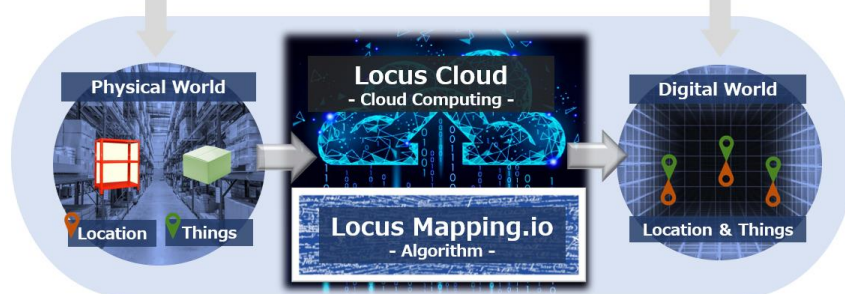 Physical World
Location
Things
Locus Cloud
- Cloud Computing -
Locus Mapping.io
- Algorithm -
Digital World
Location & Things